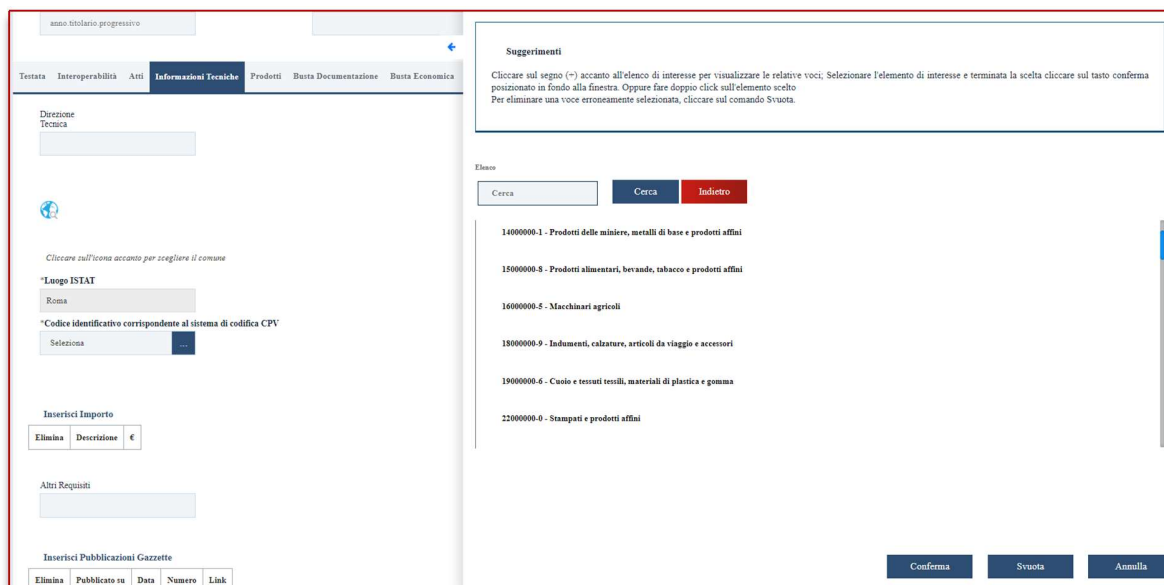 anno.titolario.progressivo
Testata Interoperabilità Atti Informazioni Tecniche Prodotti Busta Documentazione Busta Economica
Direzione
Tecnica
Cliccare sull'icona accanto per scegliere il comune
*Luogo ISTAT
Roma
*Codice identificativo corrispondente al sistema di codifica CPV
Seleziona ...
Inserisci Importo
Elimina Descrizione €
Altri Requisiti
Inserisci Pubblicazioni Gazzette
Elimina Pubblicato su Data Numero Link
Suggerimenti
Cliccare sul segno (+) accanto all'elenco di interesse per visualizzare le relative voci; Selezionare l'elemento di interesse e terminata la scelta cliccare sul tasto conferma
posizionato in fondo alla finestra. Oppure fare doppio click sull'elemento scelto
Per eliminare una voce erroneamente selezionata, cliccare sul comando Svuota.
Elenco
Cerca Cerca Indietro
14000000-1 - Prodotti delle miniere, metalli di base e prodotti affini
15000000-8 - Prodotti alimentari, bevande, tabacco e prodotti affini
16000000-5 - Macchinari agricoli
18000000-9 - Indumenti, calzature, articoli da viaggio e accessori
19000000-6 - Cuoio e tessuti tessili, materiali di plastica e gomma
22000000-0 - Stampati e prodotti affini
Conferma Svuota Annulla